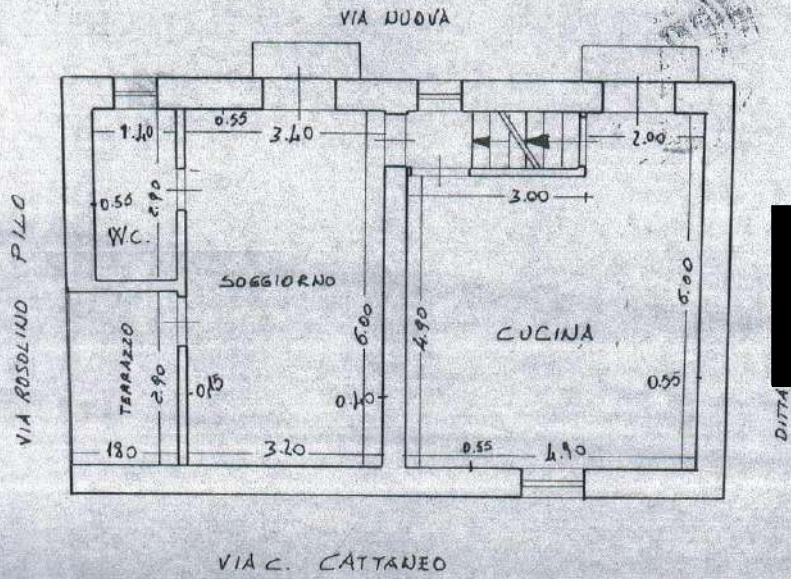 VIA NUOVA
0.55
1.40
3.40
2.00
3.00
0.55
2.90
W.C.
VIA ROSOLINO PILO
SOGGIORNO
6.00
4.90
CUCINA
6.00
TERRAZZO
2.90
0.15
0.40
0.55
DITTA
180
3.20
0.55
4.90
VIA C. CATTANEO